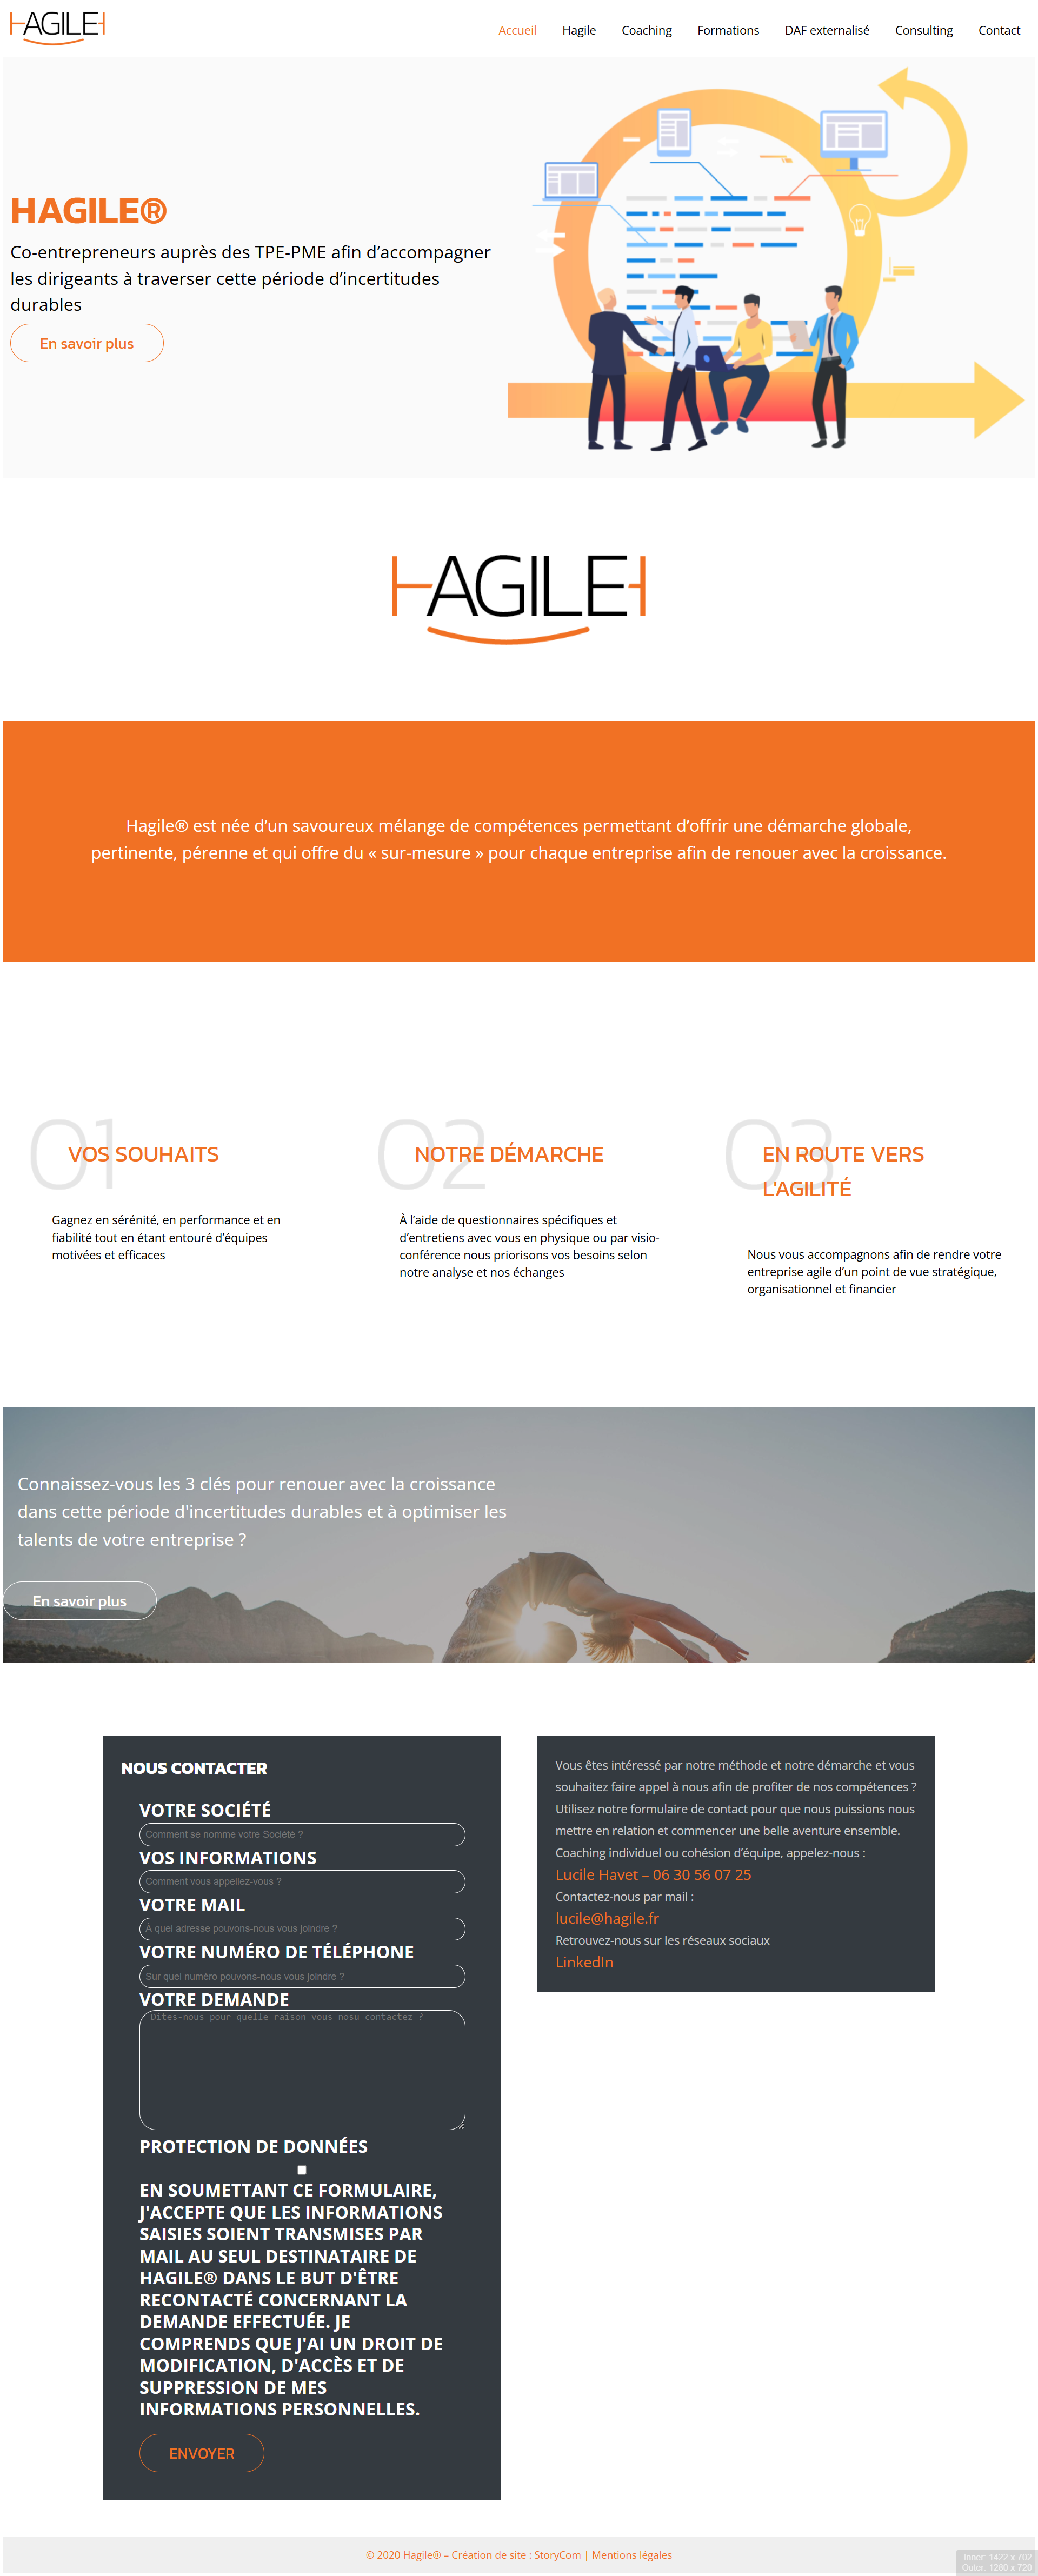 HAGILE
Accueil
Hagile
Coaching
Formations
DAF externalisé
Consulting
Contact
HAGILE®
Co-entrepreneurs auprès des TPE-PME afin d’accompagner
les dirigeants à traverser cette période d’incertitudes
durables
En savoir plus
HAGILE
Hagile® est née d’un savoureux mélange de compétences permettant d’offrir une démarche globale,
pertinente, pérenne et qui offre du « sur-mesure » pour chaque entreprise afin de renouer avec la croissance.
01
VOS SOUHAITS
Gagnez en sérénité, en performance et en
fiabilité tout en étant entouré d’équipes
motivées et efficaces
02
NOTRE DÉMARCHE
À l’aide de questionnaires spécifiques et
d’entretiens avec vous en physique ou par visio-
conférence nous priorisons vos besoins selon
notre analyse et nos échanges
03
EN ROUTE VERS
L'AGILITÉ
Nous vous accompagnons afin de rendre votre
entreprise agile d’un point de vue stratégique,
organisationnel et financier
Connaissez-vous les 3 clés pour renouer avec la croissance
dans cette période d'incertitudes durables et à optimiser les
talents de votre entreprise ?
En savoir plus
NOUS CONTACTER
VOTRE SOCIÉTÉ
Comment se nomme votre Société ?
VOS INFORMATIONS
Comment vous appellez-vous ?
VOTRE MAIL
À quel adresse pouvons-nous vous joindre ?
VOTRE NUMÉRO DE TÉLÉPHONE
Sur quel numéro pouvons-nous vous joindre ?
VOTRE DEMANDE
Dites-nous pour quelle raison vous nosu contacter ?
PROTECTION DE DONNÉES
EN SOUMETTANT CE FORMULAIRE,
J'ACCEPTE QUE LES INFORMATIONS
SAISIES SOIENT TRANSMISES PAR
MAIL AU SEUL DESTINATAIRE DE
HAGILE® DANS LE BUT D'ÊTRE
RECONTACTÉ CONCERNANT LA
DEMANDE EFFECTUÉE. JE
COMPRENDS QUE J'AI UN DROIT DE
MODIFICATION, D'ACCÈS ET DE
SUPPRESSION DE MES
INFORMATIONS PERSONNELLES.
ENVOYER
Vous êtes intéressé par notre méthode et notre démarche et vous
souhaitez faire appel à nous afin de profiter de nos compétences ?
Utilisez notre formulaire de contact pour que nous puissions nous
mettre en relation et commencer une belle aventure ensemble.
Coaching individuel ou cohésion d’équipe, appelez-nous :
Lucile Havet – 06 30 56 07 25
Contactez-nous par mail :
lucile@hagile.fr
Retrouvez-nous sur les réseaux sociaux
LinkedIn
© 2020 Hagile® – Création de site : StoryCom | Mentions légales
Inner: 1422 x 702
Outer: 1280 x 720